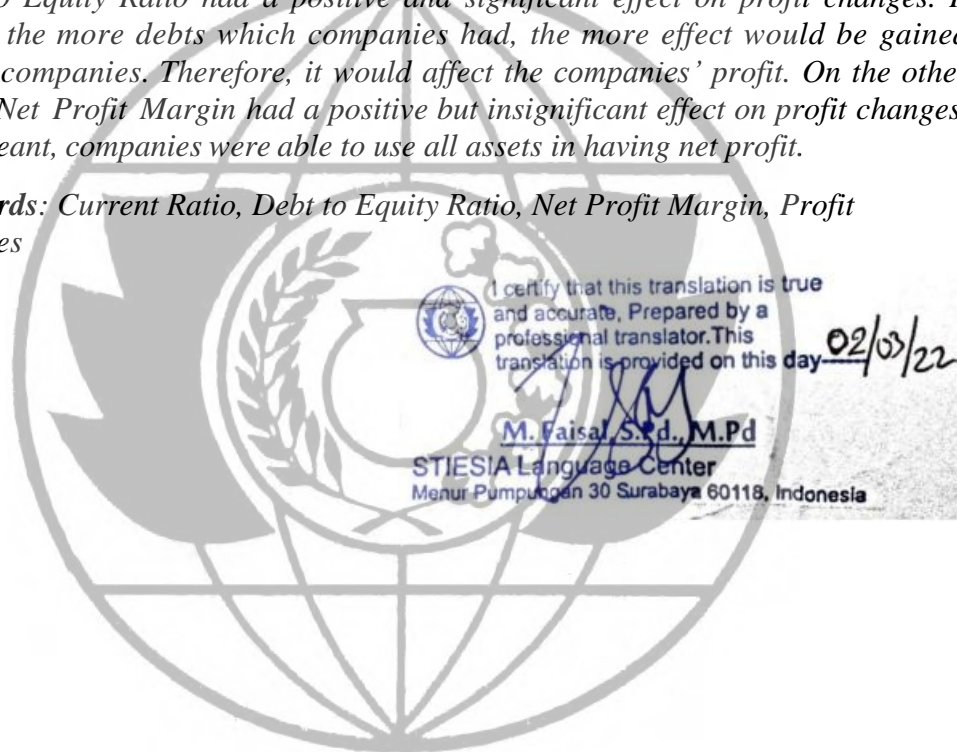 o Equity Ratio had a positive and significant effect on profit changes.
the more debts which companies had, the more effect would be gained
companies. Therefore, it would affect the companies' profit. On the othe
Net Profit Margin had a positive but insignificant effect on profit changes
eant, companies were able to use all assets in having net profit.
rds: Current Ratio, Debt to Equity Ratio, Net Profit Margin, Profit
es
I certify that this translation is true
and accurate, Prepared by a
professional translator.This
translation is provided on this day 02/03/22
M. Faisal, S.Pd., M.Pd
STIESIA Language Center
Menur Pumpungan 30 Surabaya 60118, Indonesia